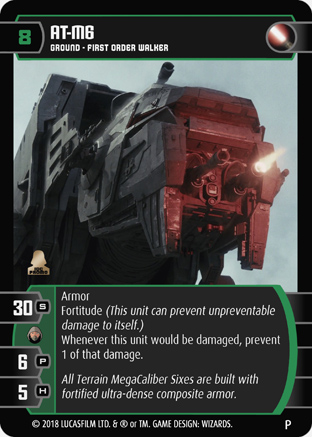 8
AT-M6
GROUND - FIRST ORDER WALKER
30 S
6 P
5 H
Armor
Fortitude (This unit can prevent unpreventable
damage to itself.)
Whenever this unit would be damaged, prevent
1 of that damage.
All Terrain MegaCaliber Sixes are built with
fortified ultra-dense composite armor.
© 2018 LUCASFILM LTD. & ® or TM. GAME DESIGN: WIZARDS.
P